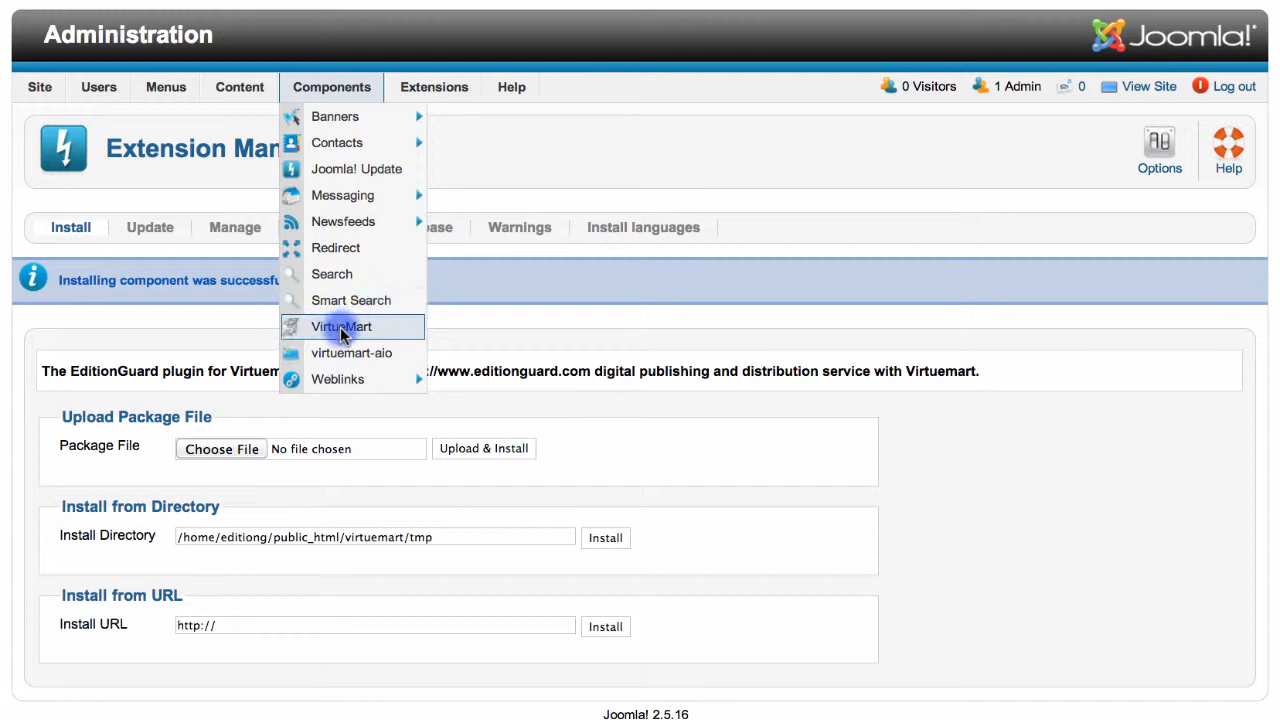 Administration
Joomla!
Site Users Menus Content Components Extensions Help
0 Visitors 1 Admin 0 View Site Log out
Banners
Contacts
Joomla! Update
Messaging
Newsfeeds
Redirect
Search
Smart Search
VirtueMart
virtuemart-aio
Weblinks
Extension Man
Options
Help
Install Update Manage base Warnings Install languages
Installing component was successfu
The EditionGuard plugin for Virtuem ://www.editionguard.com digital publishing and distribution service with Virtuemart.
Upload Package File
Package File Choose File No file chosen Upload & Install
Install from Directory
Install Directory /home/editiong/public_html/virtuemart/tmp Install
Install from URL
Install URL http:// Install
Joomla! 2.5.16